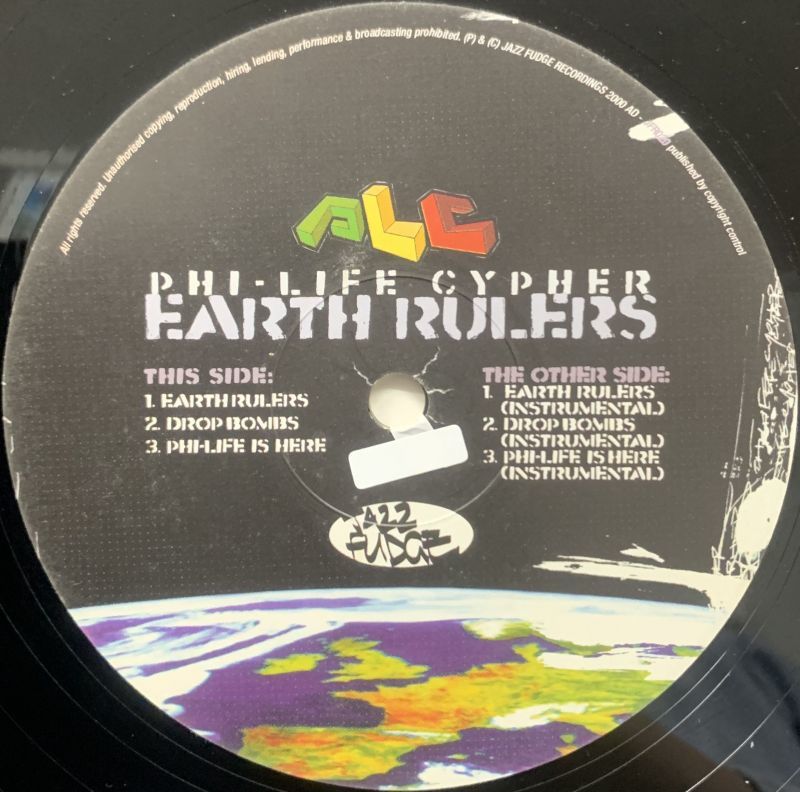 All rights reserved. Unauthorised copying, reproduction, hiring, lending, performance & broadcasting prohibited. (P) & (C) JAZZ FUDGE RECORDINGS 2000 AD - published by copyright control
PLC
PHI-LIFE CYPHER
EARTH RULERS
THIS SIDE:
1. EARTH RULERS
2. DROP BOMBS
3. PHI-LIFE IS HERE
THE OTHER SIDE:
1. EARTH RULERS
(INSTRUMENTAL)
2. DROP BOMBS
(INSTRUMENTAL)
3. PHI-LIFE IS HERE
(INSTRUMENTAL)
FUDGE